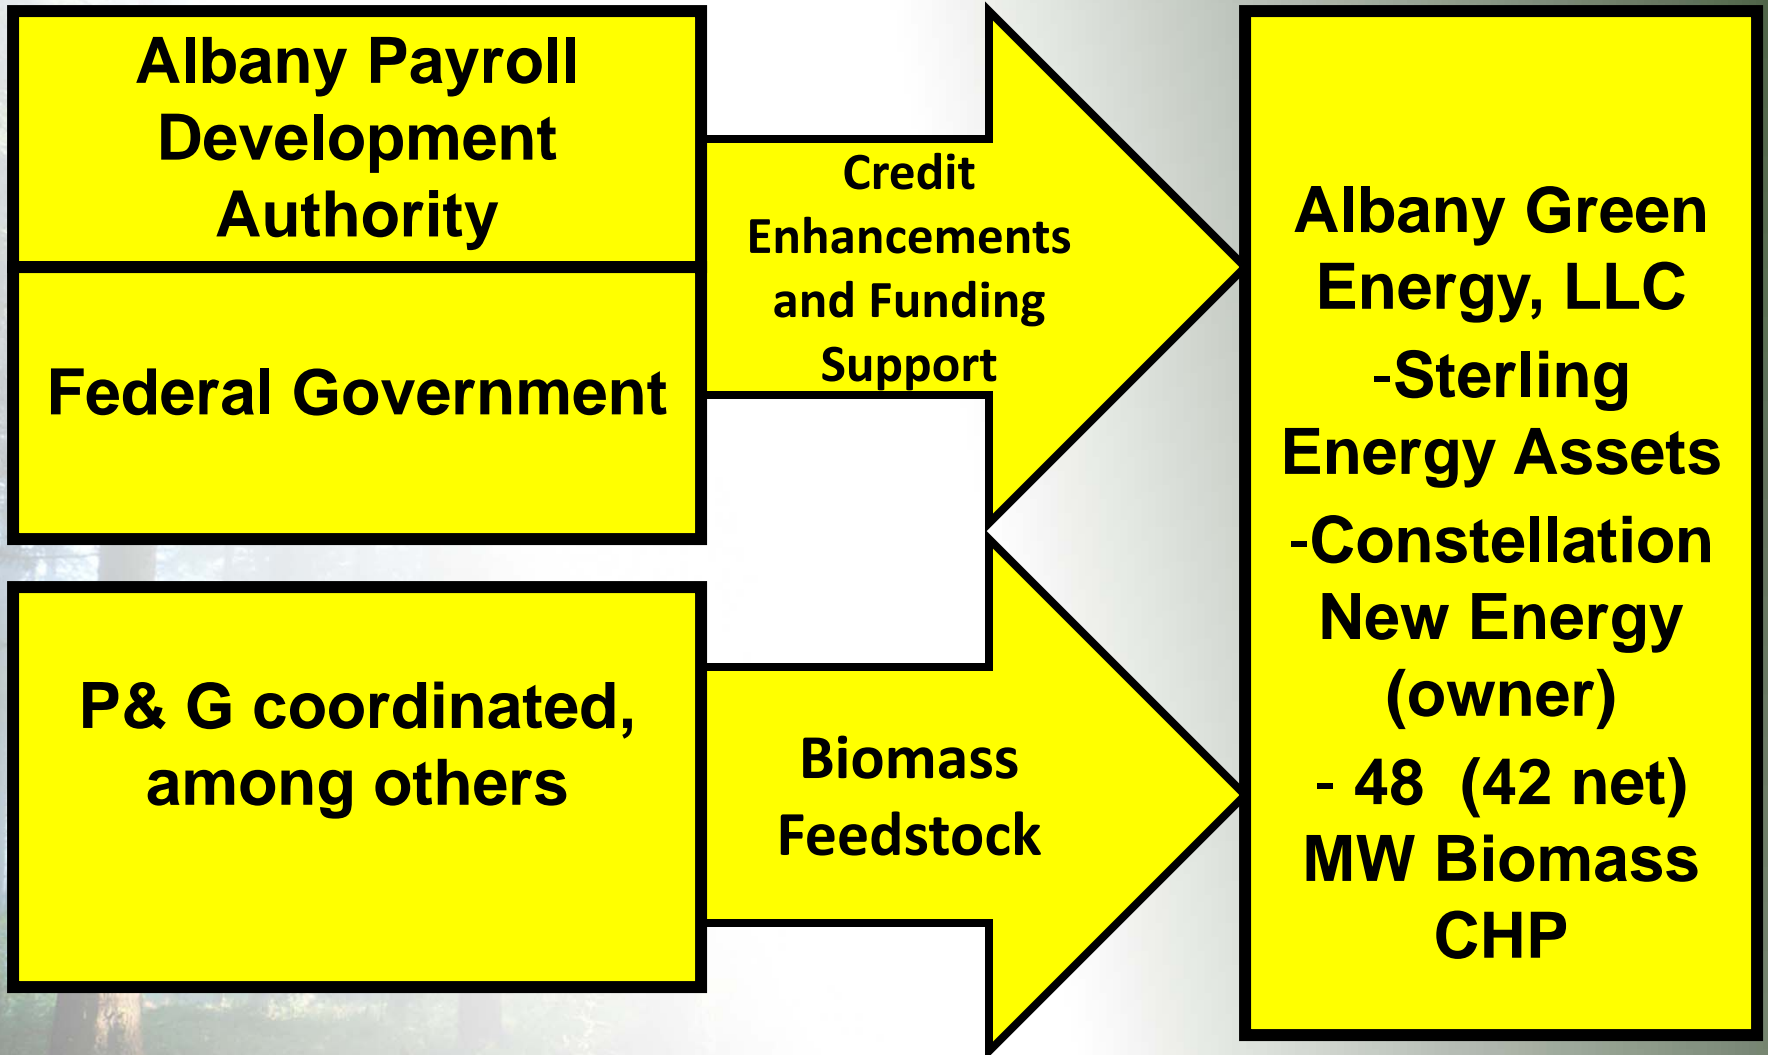 Albany Payroll
Development
Authority
Federal Government
Credit
Enhancements
and Funding
Support
P& G coordinated,
among others
Biomass
Feedstock
Albany Green
Energy, LLC
-Sterling
Energy Assets
-Constellation
New Energy
(owner)
- 48  (42 net)
MW Biomass
CHP